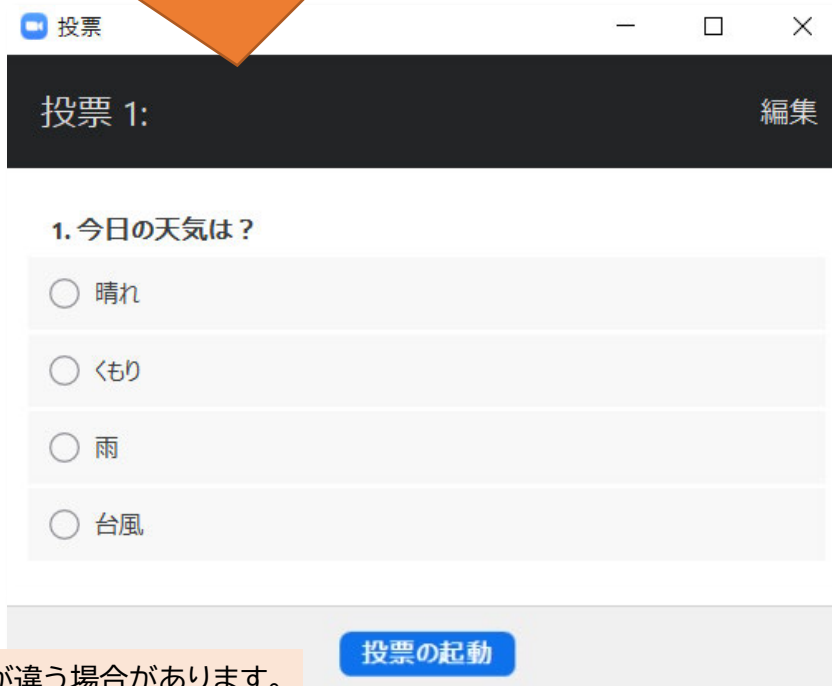 投票
投票 1:
編集
1. 今日の天気は？
晴れ
くもり
雨
台風
投票の起動
が違う場合があります。